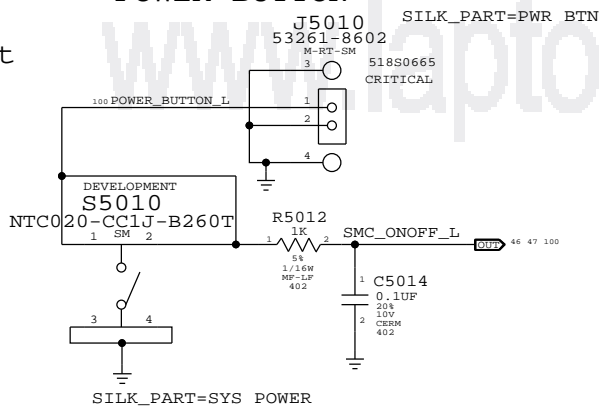 J5010
53261-8602
M-RT-SM
SILK_PART=PWR BTN
518S0665
CRITICAL
3
1
2
4
100 POWER_BUTTON_L
DEVELOPMENT
S5010
NTC020-CC1J-B260T
1 SM 2
3 4
SILK_PART=SYS POWER
R5012
1K
1 2
5%
1/16W
MF-LF
402
SMC_ONOFF_L
OUT 46 47 100
1 C5014
0.1UF
20%
10V
2 CERM
402
www.lapto